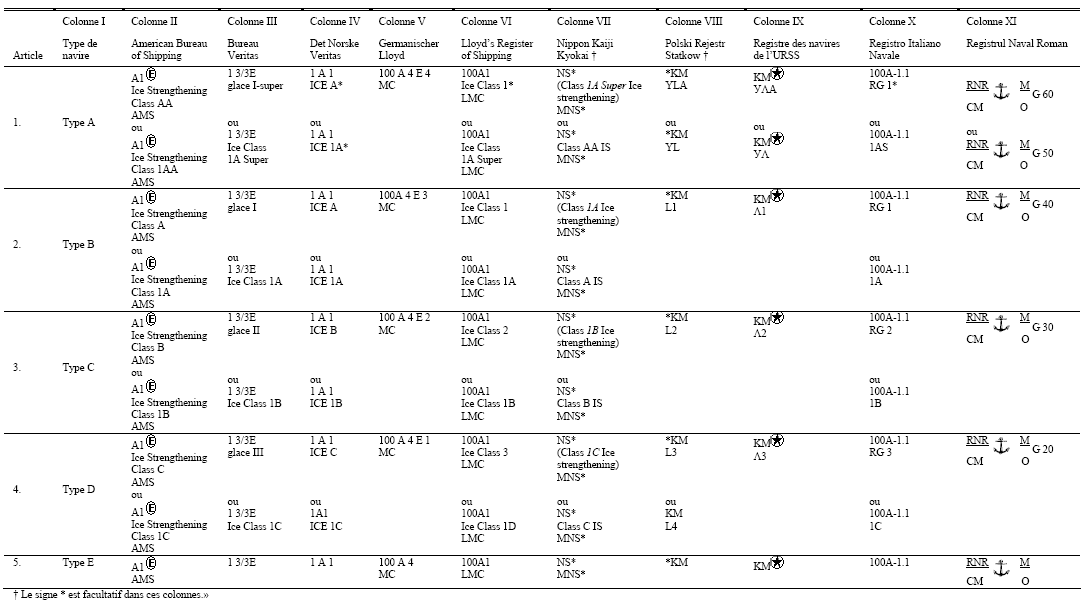 Colonne I Colonne II Colonne III Colonne IV Colonne V Colonne VI Colonne VII Colonne VIII Colonne IX Colonne X Colonne XI
Article Type de navire American Bureau of Shipping Bureau Veritas Det Norske Veritas Germanischer Lloyd Lloyd's Register of Shipping Nippon Kaiji Kyokai † Polski Rejestr Statkow † Registre des navires de l'URSS Registro Italiano Navale Registrul Naval Roman
1. Type A
A1 Ⓔ
Ice Strengthening
Class AA
AMS
ou
A1 Ⓔ
Ice Strengthening
Class 1AA
AMS
1 3/3E
glace I-super
ou
1 3/3E
Ice Class
1A Super
1 A 1
ICE A*
ou
1 A 1
ICE 1A*
100 A 4 E 4
MC
100A1
Ice Class 1*
LMC
ou
100A1
Ice Class
1A Super
LMC
NS*
(Class 1A Super Ice
strengthening)
MNS*
ou
NS*
Class AA IS
MNS*
*KM
YLA
ou
*KM
YL
KM★
УЛА
ou
KM★
УЛ
100A-1.1
RG 1*
ou
100A-1.1
1AS
RNR ⚓ M G 60
CM O
ou
RNR ⚓ M G 50
CM O
2. Type B
A1 Ⓔ
Ice Strengthening
Class A
AMS
ou
A1 Ⓔ
Ice Strengthening
Class 1A
AMS
1 3/3E
glace I
ou
1 3/3E
Ice Class 1A
1 A 1
ICE A
ou
1 A 1
ICE 1A
100A 4 E 3
MC
100A1
Ice Class 1
LMC
ou
100A1
Ice Class 1A
LMC
NS*
(Class 1A Ice
strengthening)
MNS*
ou
NS*
Class A IS
MNS*
*KM
L1
KM★
Л1
100A-1.1
RG 1
ou
100A-1.1
1A
RNR ⚓ M G 40
CM O
3. Type C
A1 Ⓔ
Ice Strengthening
Class B
AMS
ou
A1 Ⓔ
Ice Strengthening
Class 1B
AMS
1 3/3E
glace II
ou
1 3/3E
Ice Class 1B
1 A 1
ICE B
ou
1 A 1
ICE 1B
100 A 4 E 2
MC
100A1
Ice Class 2
LMC
ou
100A1
Ice Class 1B
LMC
NS*
(Class 1B Ice
strengthening)
MNS*
ou
NS*
Class B IS
MNS*
*KM
L2
KM★
Л2
100A-1.1
RG 2
ou
100A-1.1
1B
RNR ⚓ M G 30
CM O
4. Type D
A1 Ⓔ
Ice Strengthening
Class C
AMS
ou
A1 Ⓔ
Ice Strengthening
Class 1C
AMS
1 3/3E
glace III
ou
1 3/3E
Ice Class 1C
1 A 1
ICE C
ou
1A1
ICE 1C
100 A 4 E 1
MC
100A1
Ice Class 3
LMC
ou
100A1
Ice Class 1D
LMC
NS*
(Class 1C Ice
strengthening)
MNS*
ou
NS*
Class C IS
MNS*
*KM
L3
ou
KM
L4
KM★
Л3
100A-1.1
RG 3
ou
100A-1.1
1C
RNR ⚓ M G 20
CM O
5. Type E
A1 Ⓔ
AMS
1 3/3E
1 A 1
100 A 4
MC
100A1
LMC
NS*
MNS*
*KM
KM★
100A-1.1
RNR ⚓ M
CM O
† Le signe * est facultatif dans ces colonnes.»